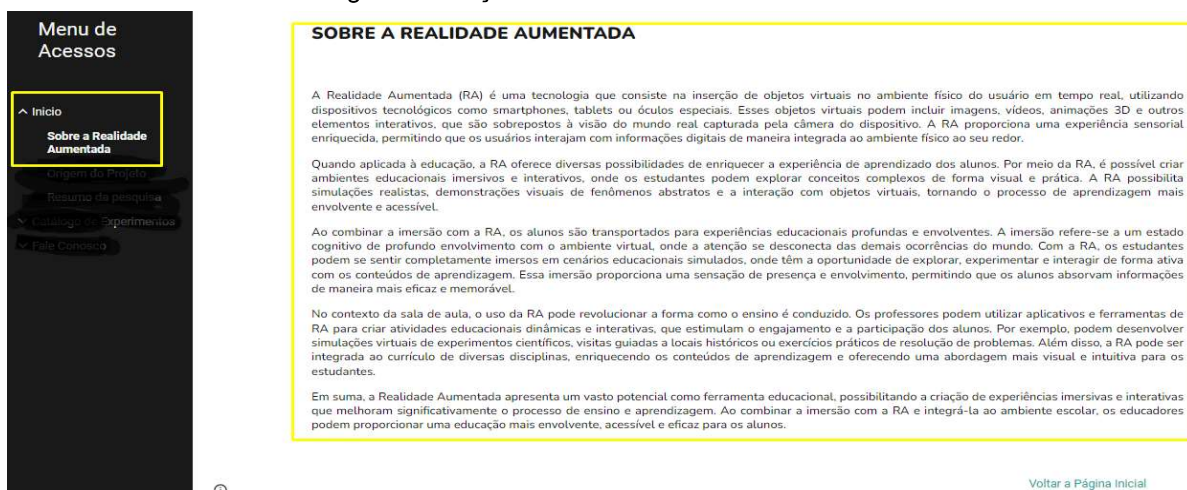 Menu de
Acessos
Inicio
Sobre a Realidade
Aumentada
Origem do Projeto
Resumo da pesquisa
Catálogo de Experimentos
Fale Conosco
SOBRE A REALIDADE AUMENTADA
A Realidade Aumentada (RA) é uma tecnologia que consiste na inserção de objetos virtuais no ambiente físico do usuário em tempo real, utilizando
dispositivos tecnológicos como smartphones, tablets ou óculos especiais. Esses objetos virtuais podem incluir imagens, vídeos, animações 3D e outros
elementos interativos, que são sobrepostos à visão do mundo real capturada pela câmera do dispositivo. A RA proporciona uma experiência sensorial
enriquecida, permitindo que os usuários interajam com informações digitais de maneira integrada ao ambiente físico ao seu redor.
Quando aplicada à educação, a RA oferece diversas possibilidades de enriquecer a experiência de aprendizado dos alunos. Por meio da RA, é possível criar
ambientes educacionais imersivos e interativos, onde os estudantes podem explorar conceitos complexos de forma visual e prática. A RA possibilita
simulações realistas, demonstrações visuais de fenômenos abstratos e a interação com objetos virtuais, tornando o processo de aprendizagem mais
envolvente e acessível.
Ao combinar a imersão com a RA, os alunos são transportados para experiências educacionais profundas e envolventes. A imersão refere-se a um estado
cognitivo de profundo envolvimento com o ambiente virtual, onde a atenção se desconecta das demais ocorrências do mundo. Com a RA, os estudantes
podem se sentir completamente imersos em cenários educacionais simulados, onde têm a oportunidade de explorar, experimentar e interagir de forma ativa
com os conteúdos de aprendizagem. Essa imersão proporciona uma sensação de presença e envolvimento, permitindo que os alunos absorvam informações
de maneira mais eficaz e memorável.
No contexto da sala de aula, o uso da RA pode revolucionar a forma como o ensino é conduzido. Os professores podem utilizar aplicativos e ferramentas de
RA para criar atividades educacionais dinâmicas e interativas, que estimulam o engajamento e a participação dos alunos. Por exemplo, podem desenvolver
simulações virtuais de experimentos científicos, visitas guiadas a locais históricos ou exercícios práticos de resolução de problemas. Além disso, a RA pode ser
integrada ao currículo de diversas disciplinas, enriquecendo os conteúdos de aprendizagem e oferecendo uma abordagem mais visual e intuitiva para os
estudantes.
Em suma, a Realidade Aumentada apresenta um vasto potencial como ferramenta educacional, possibilitando a criação de experiências imersivas e interativas
que melhoram significativamente o processo de ensino e aprendizagem. Ao combinar a imersão com a RA e integrá-la ao ambiente escolar, os educadores
podem proporcionar uma educação mais envolvente, acessível e eficaz para os alunos.
Voltar a Página Inicial